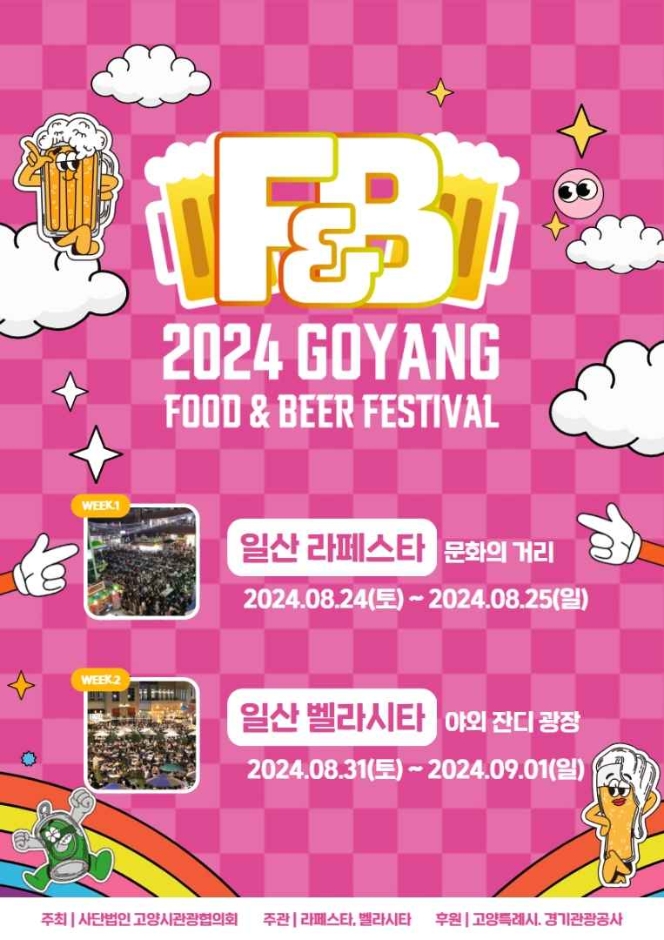 F&B
2024 GOYANG
FOOD & BEER FESTIVAL
WEEK.1
일산 라페스타 문화의 거리
2024.08.24(토) ~ 2024.08.25(일)
WEEK.2
일산 벨라시타 야외 잔디 광장
2024.08.31(토) ~ 2024.09.01(일)
주최 | 사단법인 고양시관광협의회 주관 | 라페스타, 벨라시타 후원 | 고양특례시. 경기관광공사